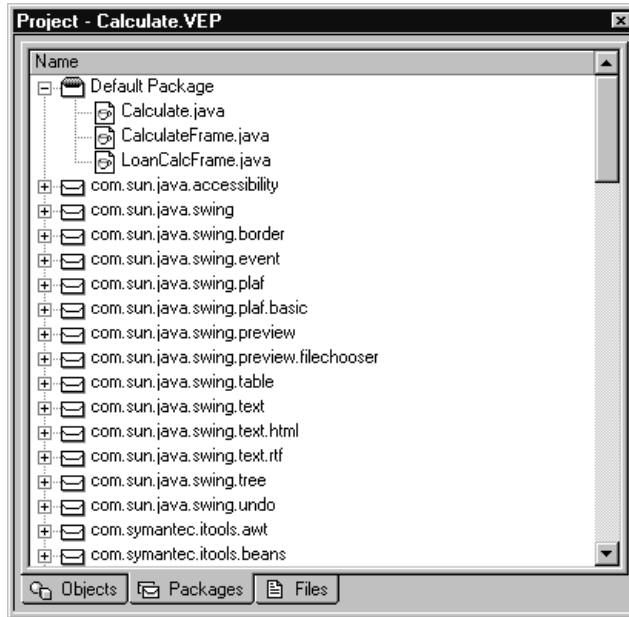 Project - Calculate.VEP
Name
Default Package
Calculate.java
CalculateFrame.java
LoanCalcFrame.java
com.sun.java.accessibility
com.sun.java.swing
com.sun.java.swing.border
com.sun.java.swing.event
com.sun.java.swing.plaf
com.sun.java.swing.plaf.basic
com.sun.java.swing.preview
com.sun.java.swing.preview.filechooser
com.sun.java.swing.table
com.sun.java.swing.text
com.sun.java.swing.text.html
com.sun.java.swing.text.rtf
com.sun.java.swing.tree
com.sun.java.swing.undo
com.symantec.itools.awt
com.symantec.itools.beans
Objects Packages Files